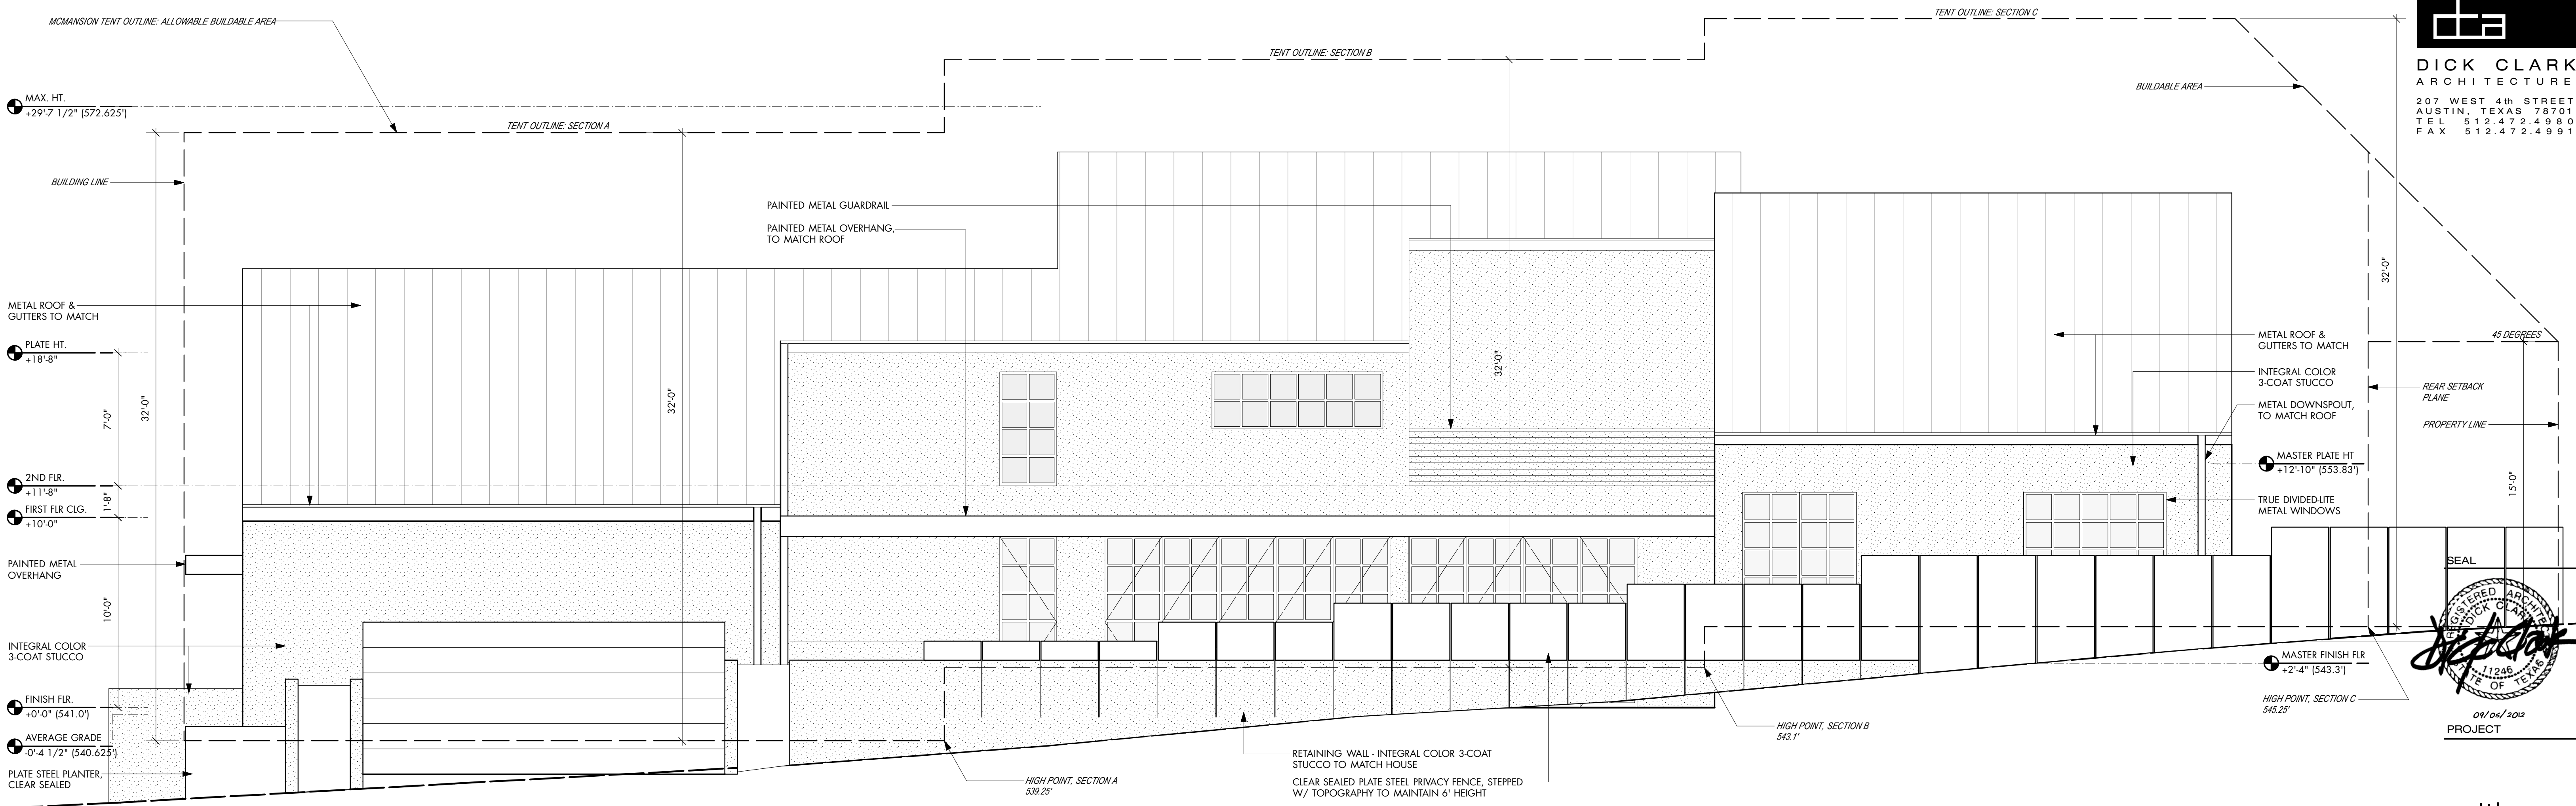 MCMANSION TENT OUTLINE: ALLOWABLE BUILDABLE AREA
TENT OUTLINE: SECTION A
TENT OUTLINE: SECTION B
TENT OUTLINE: SECTION C
BUILDABLE AREA
dca
DICK CLARK
ARCHITECTURE
207 WEST 4th STREET
AUSTIN, TEXAS 78701
TEL 512.472.4980
FAX 512.472.4991
MAX. HT.
+29'-7 1/2" (572.625')
BUILDING LINE
METAL ROOF &
GUTTERS TO MATCH
PLATE HT.
+18'-8"
7'-0"
32'-0"
2ND FLR.
+11'-8"
1'-8"
FIRST FLR CLG.
+10'-0"
PAINTED METAL
OVERHANG
10'-0"
INTEGRAL COLOR
3-COAT STUCCO
FINISH FLR.
+0'-0" (541.0')
AVERAGE GRADE
-0'-4 1/2" (540.625')
PLATE STEEL PLANTER,
CLEAR SEALED
32'-0"
PAINTED METAL GUARDRAIL
PAINTED METAL OVERHANG,
TO MATCH ROOF
32'-0"
HIGH POINT, SECTION A
539.25'
RETAINING WALL - INTEGRAL COLOR 3-COAT
STUCCO TO MATCH HOUSE
CLEAR SEALED PLATE STEEL PRIVACY FENCE, STEPPED
W/ TOPOGRAPHY TO MAINTAIN 6' HEIGHT
HIGH POINT, SECTION B
543.1'
32'-0"
45 DEGREES
METAL ROOF &
GUTTERS TO MATCH
INTEGRAL COLOR
3-COAT STUCCO
METAL DOWNSPOUT,
TO MATCH ROOF
REAR SETBACK
PLANE
PROPERTY LINE
MASTER PLATE HT
+12'-10" (553.83')
15'-0"
TRUE DIVIDED-LITE
METAL WINDOWS
MASTER FINISH FLR
+2'-4" (543.3')
HIGH POINT, SECTION C
545.25'
SEAL
REGISTERED ARCHITECT
DICK CLARK
11246
STATE OF TEXAS
09/05/2012
PROJECT